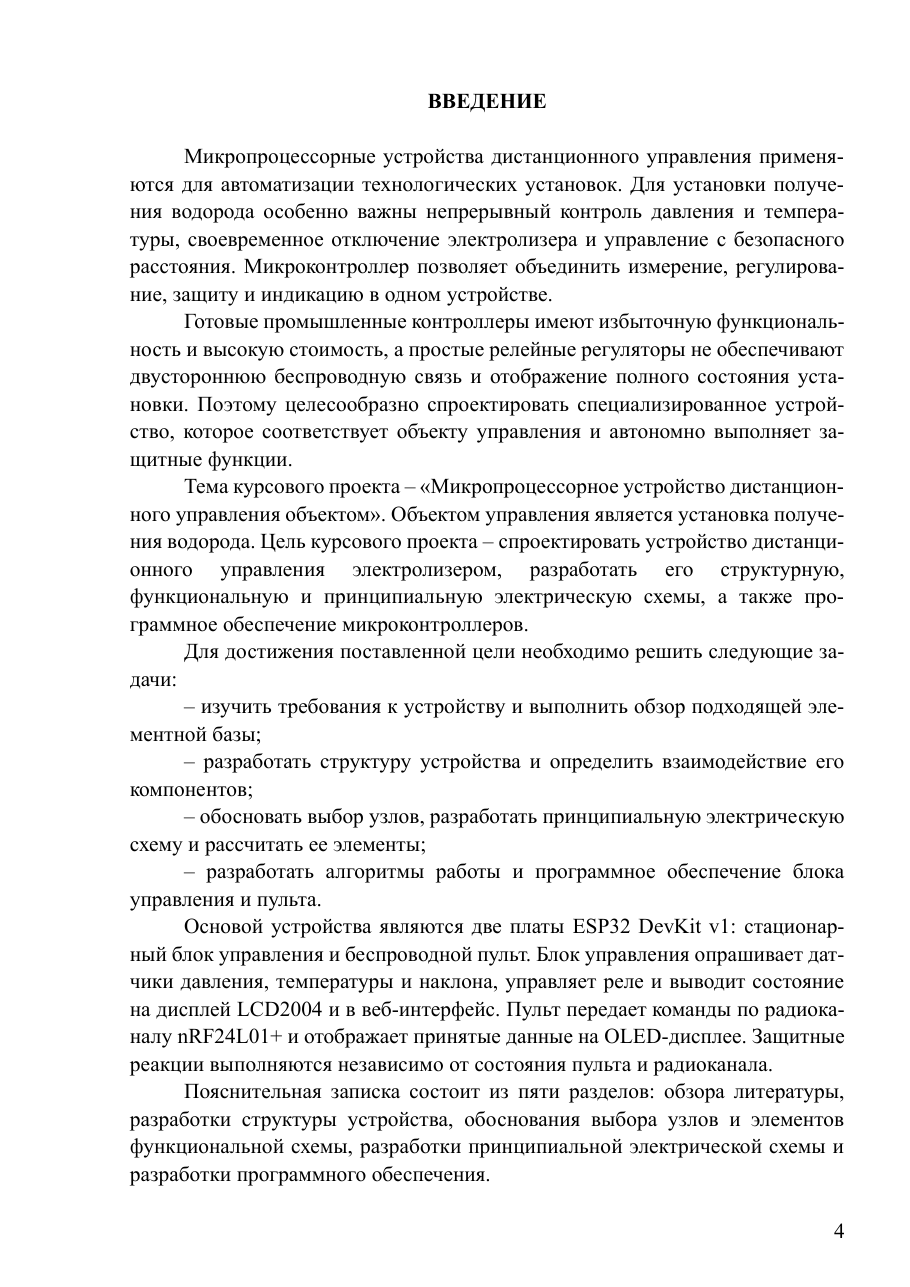 ВВЕДЕНИЕ
Микропроцессорные устройства дистанционного управления применя-
ются для автоматизации технологических установок. Для установки получе-
ния водорода особенно важны непрерывный контроль давления и темпера-
туры, своевременное отключение электролизера и управление с безопасного
расстояния. Микроконтроллер позволяет объединить измерение, регулирова-
ние, защиту и индикацию в одном устройстве.
Готовые промышленные контроллеры имеют избыточную функциональ-
ность и высокую стоимость, а простые релейные регуляторы не обеспечивают
двустороннюю беспроводную связь и отображение полного состояния уста-
новки. Поэтому целесообразно спроектировать специализированное устрой-
ство, которое соответствует объекту управления и автономно выполняет за-
щитные функции.
Тема курсового проекта – «Микропроцессорное устройство дистанцион-
ного управления объектом». Объектом управления является установка получе-
ния водорода. Цель курсового проекта – спроектировать устройство дистанци-
онного управления электролизером, разработать его структурную,
функциональную и принципиальную электрическую схемы, а также про-
граммное обеспечение микроконтроллеров.
Для достижения поставленной цели необходимо решить следующие за-
дачи:
– изучить требования к устройству и выполнить обзор подходящей эле-
ментной базы;
– разработать структуру устройства и определить взаимодействие его
компонентов;
– обосновать выбор узлов, разработать принципиальную электрическую
схему и рассчитать ее элементы;
– разработать алгоритмы работы и программное обеспечение блока
управления и пульта.
Основой устройства являются две платы ESP32 DevKit v1: стационар-
ный блок управления и беспроводной пульт. Блок управления опрашивает дат-
чики давления, температуры и наклона, управляет реле и выводит состояние
на дисплей LCD2004 и в веб-интерфейс. Пульт передает команды по радиока-
налу nRF24L01+ и отображает принятые данные на OLED-дисплее. Защитные
реакции выполняются независимо от состояния пульта и радиоканала.
Пояснительная записка состоит из пяти разделов: обзора литературы,
разработки структуры устройства, обоснования выбора узлов и элементов
функциональной схемы, разработки принципиальной электрической схемы и
разработки программного обеспечения.
4